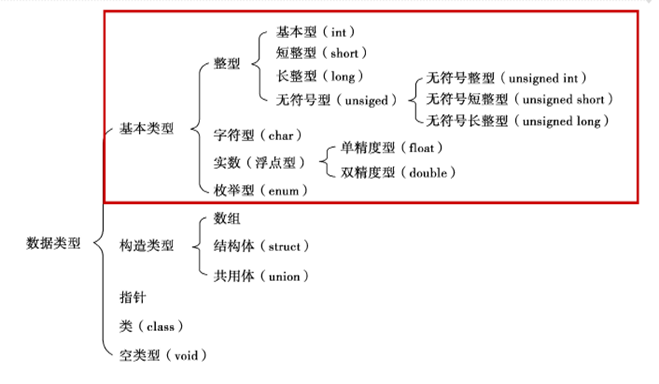 基本型（int）
短整型（short）
整型
长整型（long）
无符号整型（unsigned int）
无符号型（unsiged）
无符号短整型（unsigned short）
无符号长整型（unsigned long）
基本类型
字符型（char）
单精度型（float）
实数（浮点型）
双精度型（double）
枚举型（enum）
数组
数据类型
构造类型
结构体（struct）
共用体（union）
指针
类（class）
空类型（void）